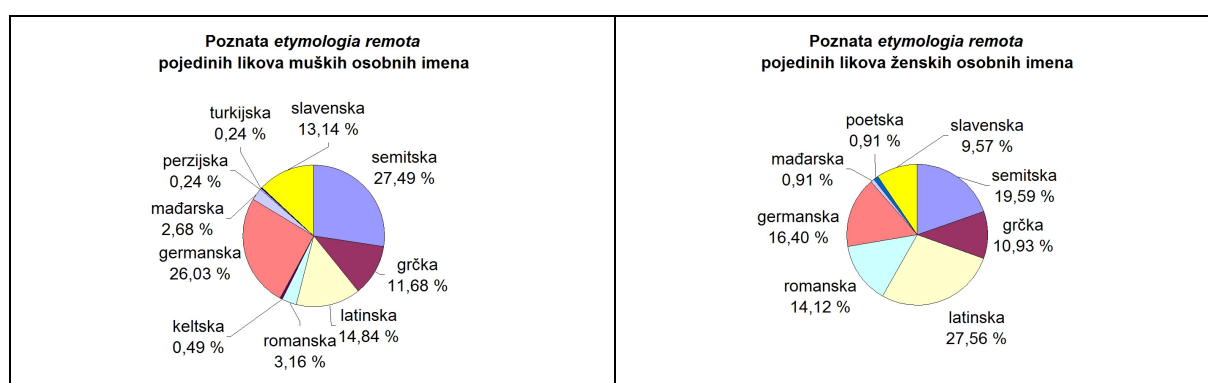 Poznata etymologia remota
pojedinih likova muških osobnih imena
turkijska
0,24 %
slavenska
13,14 %
perzijska
0,24 %
semitska
27,49 %
mađarska
2,68 %
germanska
26,03 %
grčka
11,68 %
latinska
14,84 %
keltska
0,49 %
romanska
3,16 %
Poznata etymologia remota
pojedinih likova ženskih osobnih imena
poetska
0,91 %
slavenska
9,57 %
mađarska
0,91 %
semitska
19,59 %
germanska
16,40 %
grčka
10,93 %
romanska
14,12 %
latinska
27,56 %